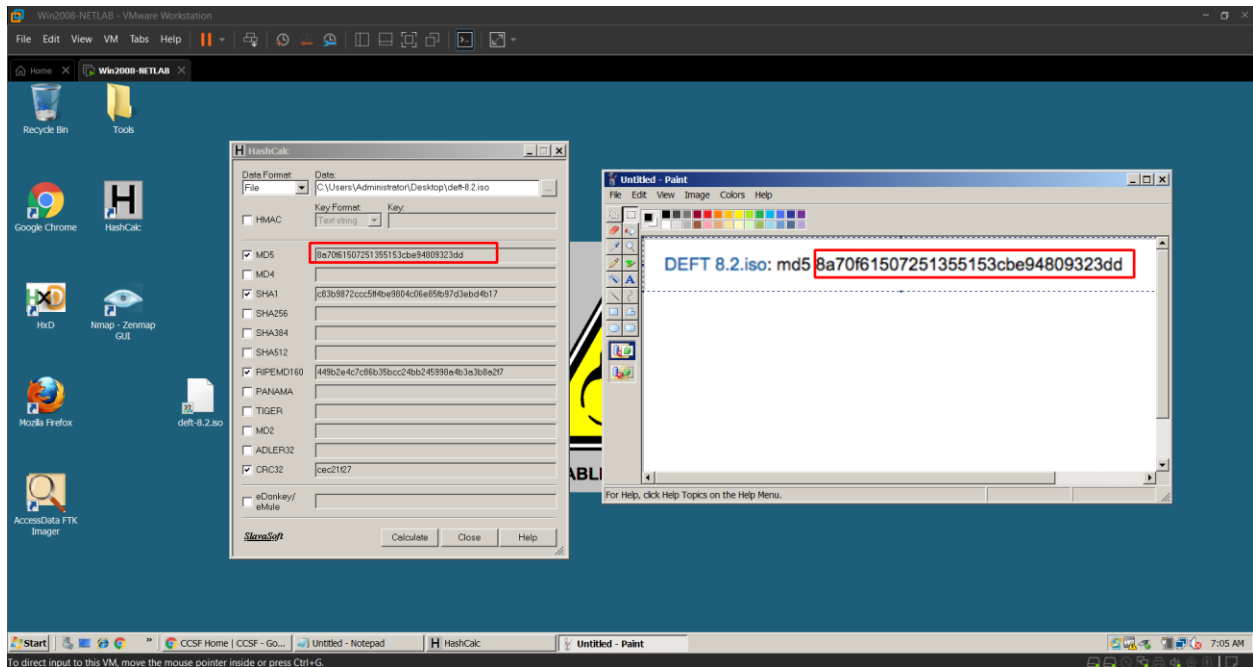 Win2008-NETLAB - VMware Workstation
File Edit View VM Tabs Help
Home
Win2008-NETLAB
Recycle Bin
Tools
Google Chrome
HashCalc
HxD
Nmap - Zenmap
GUI
Mozilla Firefox
deft-8.2.iso
AccessData FTK
Imager
HashCalc
Data Format:
Data:
File
C:\Users\Administrator\Desktop\deft-8.2.iso
...
HMAC
Key Format:
Key:
Text string
MD5
8a70f61507251355153cbe94809323dd
MD4
SHA1
SHA256
SHA384
SHA512
RIPEMD160
PANAMA
TIGER
MD2
ADLER32
CRC32
cec21f27
eDonkey/
eMule
SlavaSoft
Calculate
Close
Help
ABLE
Untitled - Paint
File Edit View Image Colors Help
DEFT 8.2.iso: md5 8a70f61507251355153cbe94809323dd
For Help, click Help Topics on the Help Menu.
Start
CCSF Home | CCSF - Go...
Untitled - Notepad
HashCalc
Untitled - Paint
7:05 AM
To direct input to this VM, move the mouse pointer inside or press Ctrl+G.